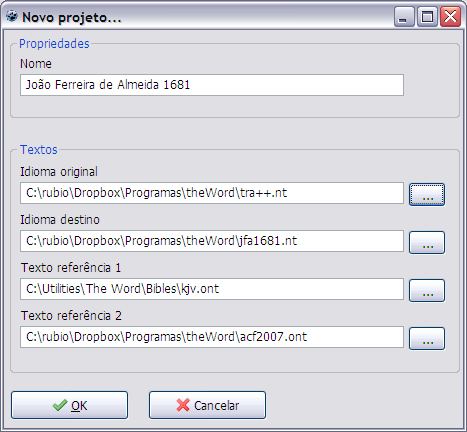 Novo projeto...
Propriedades
Nome
João Ferreira de Almeida 1681
Textos
Idioma original
C:\rubio\Dropbox\Programas\theWord\tra++.nt
...
Idioma destino
C:\rubio\Dropbox\Programas\theWord\jfa1681.nt
...
Texto referência 1
C:\Utilities\The Word\Bibles\kjv.ont
...
Texto referência 2
C:\rubio\Dropbox\Programas\theWord\acf2007.ont
...
OK Cancelar